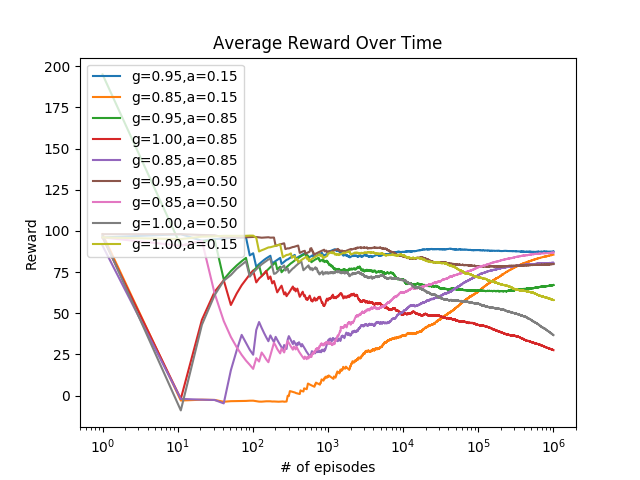 Average Reward Over Time
200
175
150
125
100
75
50
25
0
Reward
g=0.95,a=0.15
g=0.85,a=0.15
g=0.95,a=0.85
g=1.00,a=0.85
g=0.85,a=0.85
g=0.95,a=0.50
g=0.85,a=0.50
g=1.00,a=0.50
g=1.00,a=0.15
10⁰ 10¹ 10² 10³ 10⁴ 10⁵ 10⁶
# of episodes